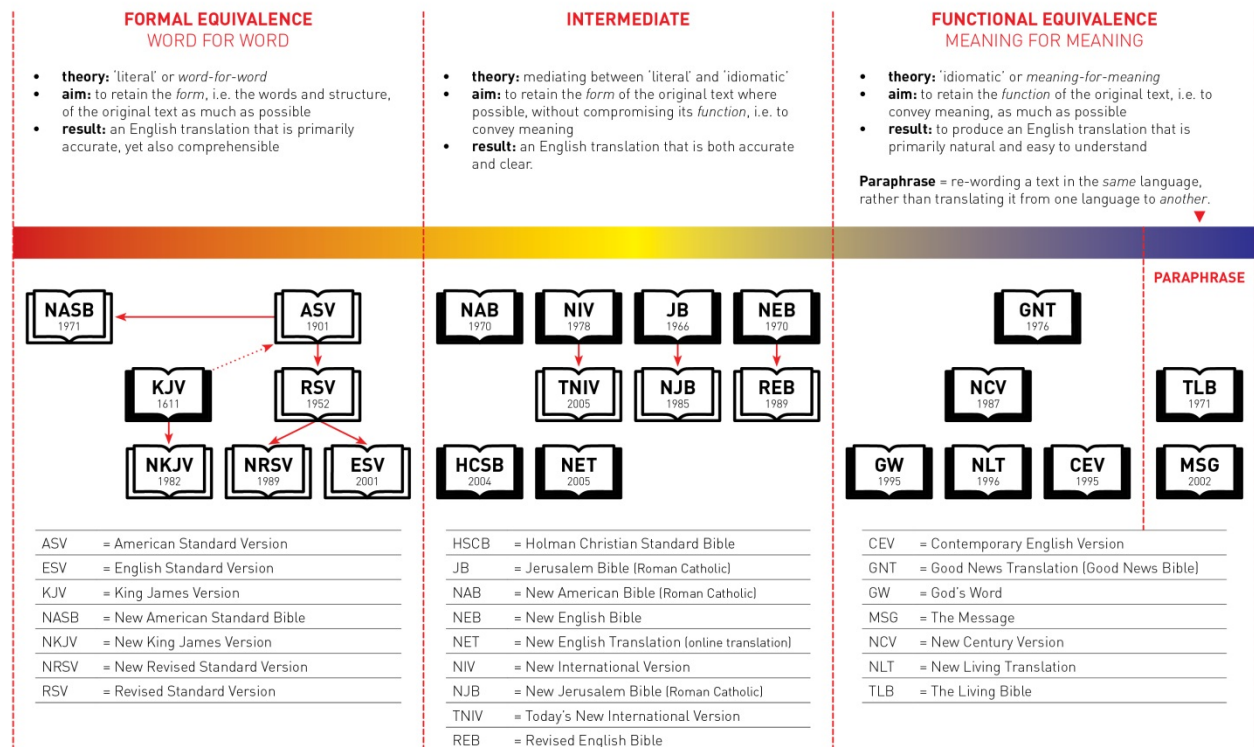 FORMAL EQUIVALENCE
WORD FOR WORD
• theory: 'literal' or word-for-word
• aim: to retain the form, i.e. the words and structure,
of the original text as much as possible
• result: an English translation that is primarily
accurate, yet also comprehensible
INTERMEDIATE
• theory: mediating between 'literal' and 'idiomatic'
• aim: to retain the form of the original text where
possible, without compromising its function, i.e. to
convey meaning
• result: an English translation that is both accurate
and clear.
FUNCTIONAL EQUIVALENCE
MEANING FOR MEANING
• theory: 'idiomatic' or meaning-for-meaning
• aim: to retain the function of the original text, i.e. to
convey meaning, as much as possible
• result: to produce an English translation that is
primarily natural and easy to understand
Paraphrase = re-wording a text in the same language,
rather than translating it from one language to another.
PARAPHRASE
NASB
1971
ASV
1901
KJV
1611
RSV
1952
NKJV
1982
NRSV
1989
ESV
2001
NAB
1970
NIV
1978
JB
1966
NEB
1970
TNIV
2005
NJB
1985
REB
1989
HCSB
2004
NET
2005
GNT
1976
NCV
1987
TLB
1971
GW
1995
NLT
1996
CEV
1995
MSG
2002
ASV = American Standard Version
ESV = English Standard Version
KJV = King James Version
NASB = New American Standard Bible
NKJV = New King James Version
NRSV = New Revised Standard Version
RSV = Revised Standard Version
HSCB = Holman Christian Standard Bible
JB = Jerusalem Bible (Roman Catholic)
NAB = New American Bible (Roman Catholic)
NEB = New English Bible
NET = New English Translation (online translation)
NIV = New International Version
NJB = New Jerusalem Bible (Roman Catholic)
TNIV = Today's New International Version
REB = Revised English Bible
CEV = Contemporary English Version
GNT = Good News Translation (Good News Bible)
GW = God's Word
MSG = The Message
NCV = New Century Version
NLT = New Living Translation
TLB = The Living Bible